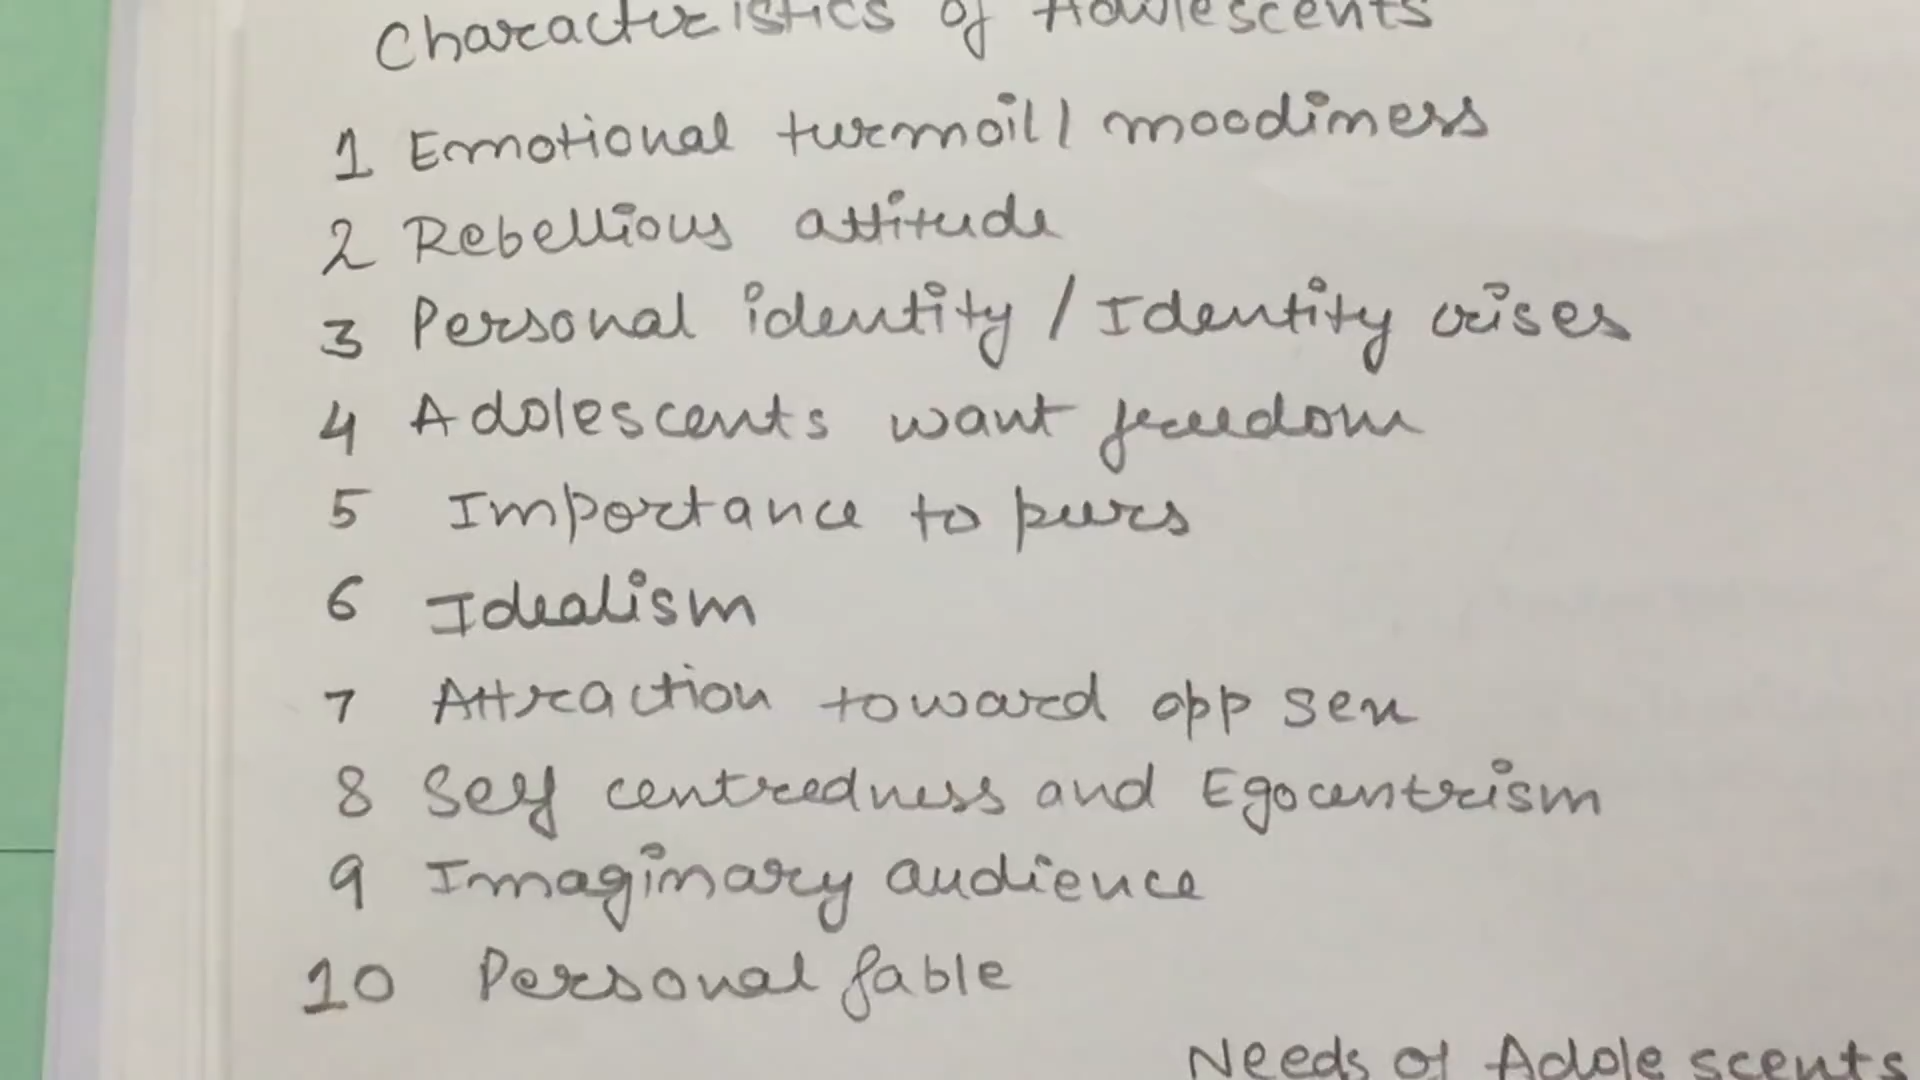 Characteristics of Adolescents
1 Emotional turmoil / moodiness
2 Rebellious attitude
3 Personal identity / Identity crises
4 Adolescents want freedom
5 Importance to peers
6 Idealism
7 Attraction toward opp sex
8 Self centredness and Egocentrism
9 Imaginary audience
10 Personal fable
Needs of Adolescents